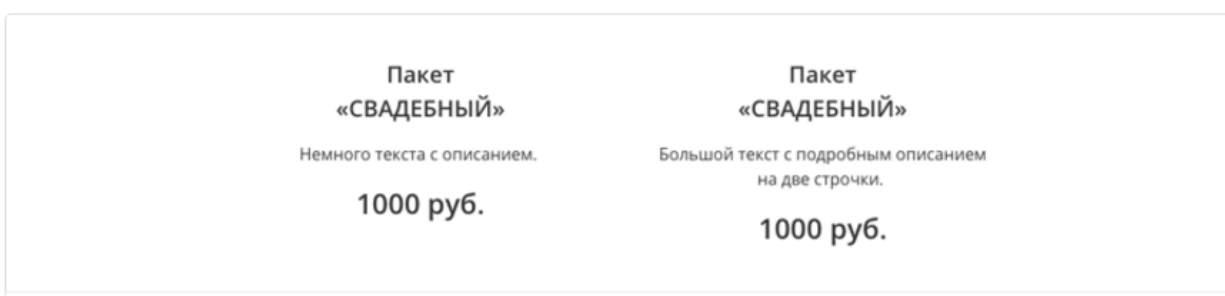 Пакет
«СВАДЕБНЫЙ»
Немного текста с описанием.
1000 руб.
Пакет
«СВАДЕБНЫЙ»
Большой текст с подробным описанием
на две строчки.
1000 руб.